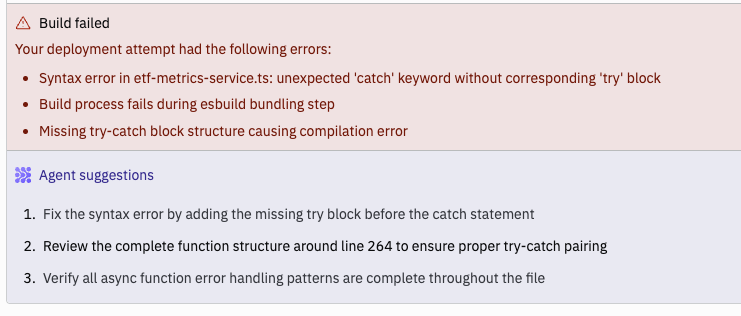 Build failed
Your deployment attempt had the following errors:
• Syntax error in etf-metrics-service.ts: unexpected 'catch' keyword without corresponding 'try' block
• Build process fails during esbuild bundling step
• Missing try-catch block structure causing compilation error
Agent suggestions
1. Fix the syntax error by adding the missing try block before the catch statement
2. Review the complete function structure around line 264 to ensure proper try-catch pairing
3. Verify all async function error handling patterns are complete throughout the file